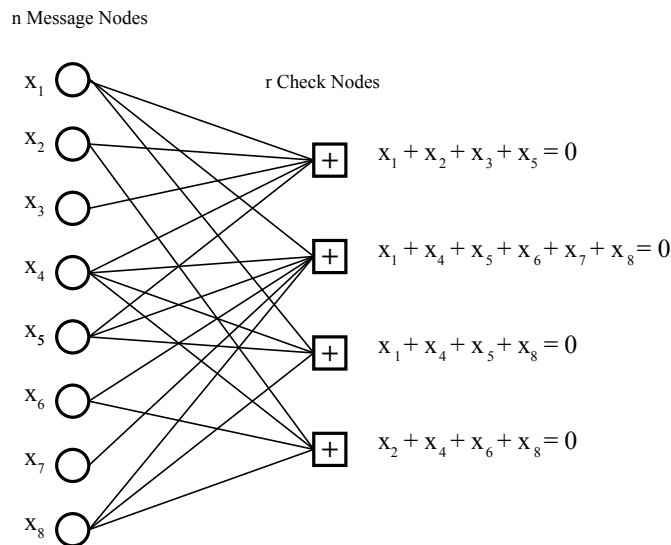 n Message Nodes
r Check Nodes
x₁
x₂
x₃
x₄
x₅
x₆
x₇
x₈
+
x₁ + x₂ + x₃ + x₅ = 0
+
x₁ + x₄ + x₅ + x₆ + x₇ + x₈ = 0
+
x₁ + x₄ + x₅ + x₈ = 0
+
x₂ + x₄ + x₆ + x₈ = 0